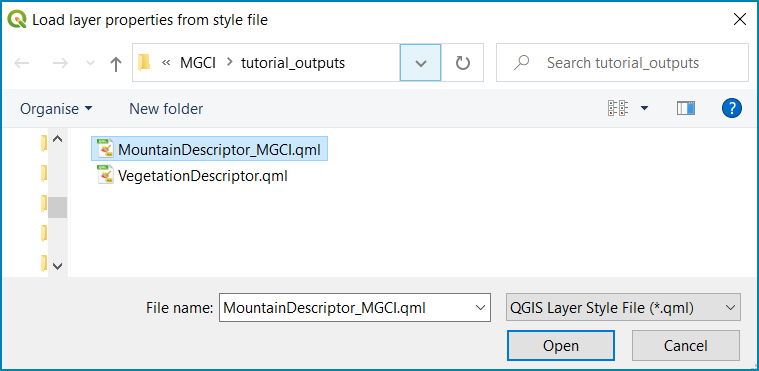 Load layer properties from style file
« MGCI > tutorial_outputs
Search tutorial_outputs
Organise
New folder
?
MountainDescriptor_MGCI.qml
VegetationDescriptor.qml
File name: MountainDescriptor_MGCI.qml
QGIS Layer Style File (*.qml)
Open
Cancel